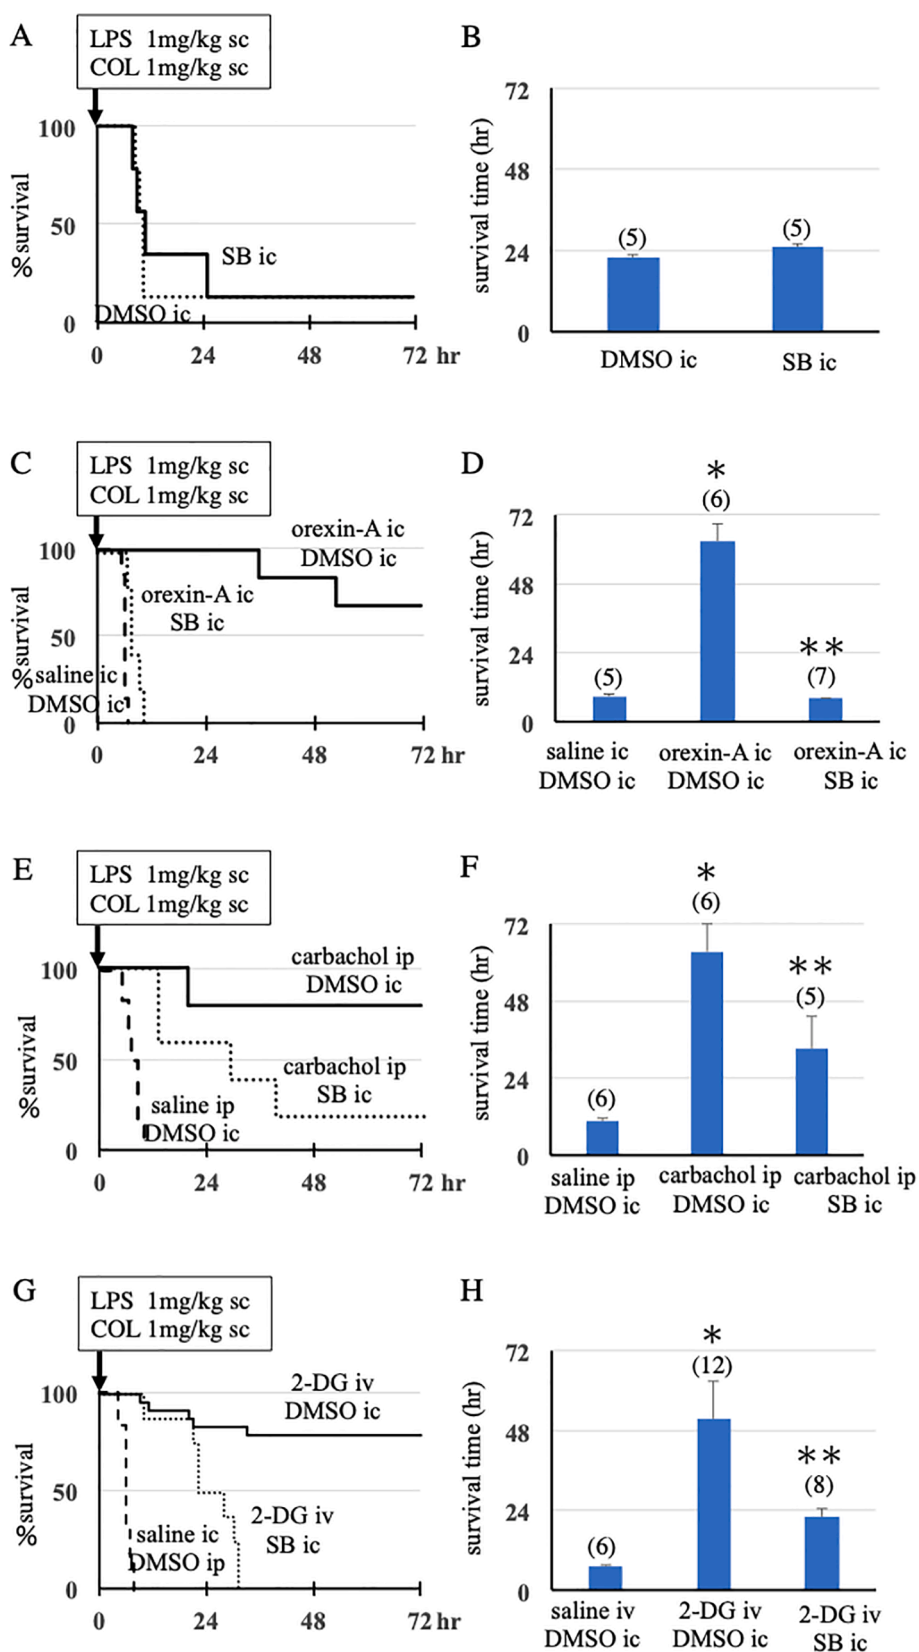 A
LPS 1mg/kg sc
COL 1mg/kg sc
100
50
0
% survival
SB ic
DMSO ic
0 24 48 72 hr
B
72
48
24
0
survival time (hr)
(5)
(5)
DMSO ic
SB ic
C
LPS 1mg/kg sc
COL 1mg/kg sc
100
50
0
% survival
orexin-A ic
DMSO ic
orexin-A ic
SB ic
saline ic
DMSO ic
0 24 48 72 hr
D
72
48
24
0
survival time (hr)
(5)
*
(6)
**
(7)
saline ic
DMSO ic
orexin-A ic
DMSO ic
orexin-A ic
SB ic
E
LPS 1mg/kg sc
COL 1mg/kg sc
100
50
0
% survival
carbachol ip
DMSO ic
carbachol ip
SB ic
saline ip
DMSO ic
0 24 48 72 hr
F
72
48
24
0
survival time (hr)
(6)
*
(6)
**
(5)
saline ip
DMSO ic
carbachol ip
DMSO ic
carbachol ip
SB ic
G
LPS 1mg/kg sc
COL 1mg/kg sc
100
50
0
% survival
2-DG iv
DMSO ic
2-DG iv
SB ic
saline ic
DMSO ip
0 24 48 72 hr
H
72
48
24
0
survival time (hr)
(6)
*
(12)
**
(8)
saline iv
DMSO ic
2-DG iv
DMSO ic
2-DG iv
SB ic